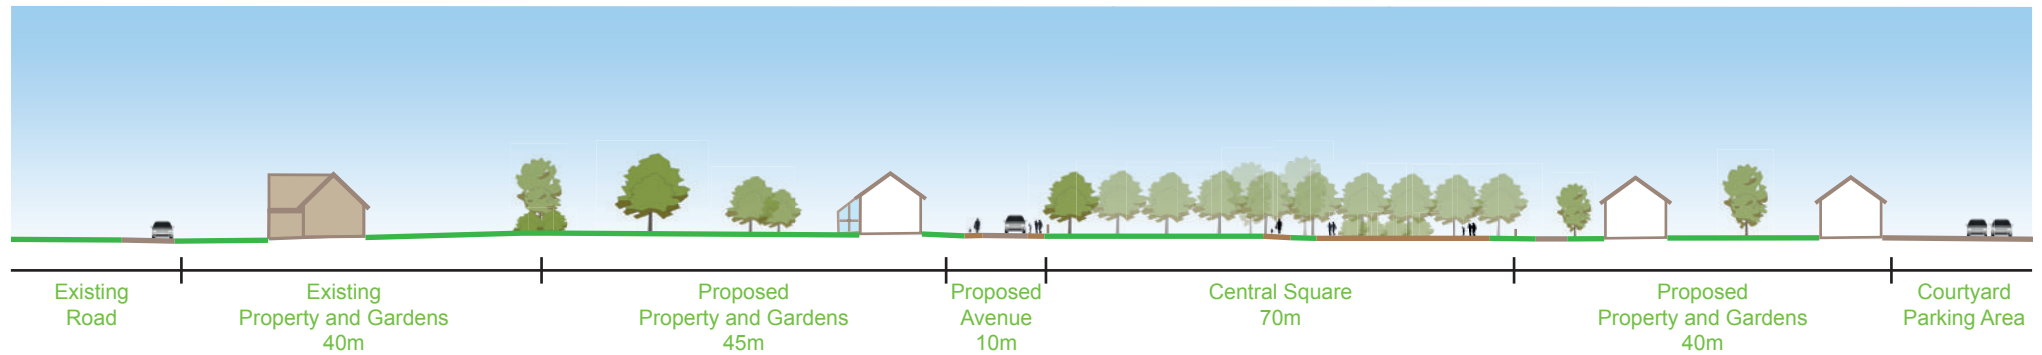 Existing
Road
Existing
Property and Gardens
40m
Proposed
Property and Gardens
45m
Proposed
Avenue
10m
Central Square
70m
Proposed
Property and Gardens
40m
Courtyard
Parking Area